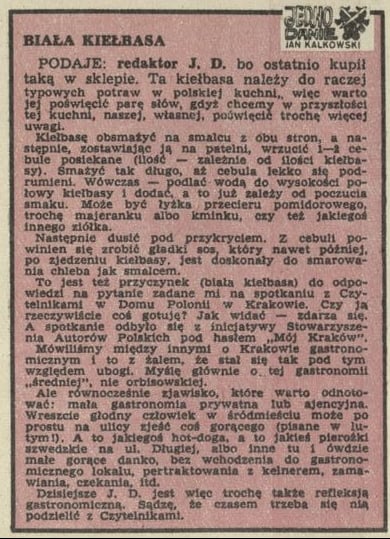 JEDNO
DANIE
JAN KALKOWSKI
BIAŁA KIEŁBASA
PODAJE: redaktor J. D. bo ostatnio kupił
taką w sklepie. Ta kiełbasa należy do raczej
typowych potraw w polskiej kuchni, więc warto
jej poświęcić parę słów, gdyż chcemy w przyszłości
tej kuchni, naszej, własnej, poświęcić trochę więcej
uwagi.
Kiełbasę obsmażyć na smalcu z obu stron, a na-
stępnie, zostawiając ją na patelni, wrzucić 1—2 ce-
bule posiekane (ilość — zależnie od ilości kiełba-
sy). Smażyć tak długo, aż cebula lekko się pod-
rumieni. Wówczas — podlać wodą do wysokości po-
łowy kiełbasy i dodać, a to już zależy od poczucia
smaku. Może być łyżka przecieru pomidorowego,
trochę majeranku albo kminku, czy też jakiegoś
innego ziółka.
Następnie dusić pod przykryciem. Z cebuli po-
winien się zrobić gładki sos, który nawet później,
po zjedzeniu kiełbasy, jest doskonały do smarowa-
nia chleba jak smalcem.
To jest też przyczynek (biała kiełbasa) do odpo-
wiedzi na pytanie zadane mi na spotkaniu z Czy-
telnikami w Domu Polonii w Krakowie. Czy ja
rzeczywiście coś gotuję? Jak widać — zdarza się.
A spotkanie odbyło się z inicjatywy Stowarzysze-
nia Autorów Polskich pod hasłem „Mój Kraków".
Mówiliśmy między innymi o Krakowie gastrono-
micznym i to z żalem, że stał się tak pod tym
względem ubogi. Myślę głównie o tej gastronomii
„średniej", nie orbisowskiej.
Ale równocześnie zjawisko, które warto odnoto-
wać: mała gastronomia prywatna lub ajencyjna.
Wreszcie głodny człowiek w śródmieściu może po
prostu na ulicy zjeść coś gorącego (pisane w lu-
tym!). A to jakiegoś hot-doga, a to jakieś pierożki
szwedzkie na ul. Długiej, albo inne tu i ówdzie
małe gorące danko, bez wchodzenia do gastrono-
micznego lokalu, pertraktowania z kelnerem, zama-
wiania, czekania, itd.
Dzisiejsze J. D. jest więc trochę także refleksją
gastronomiczną. Sądzę, że czasem trzeba się nią
podzielić z Czytelnikami.